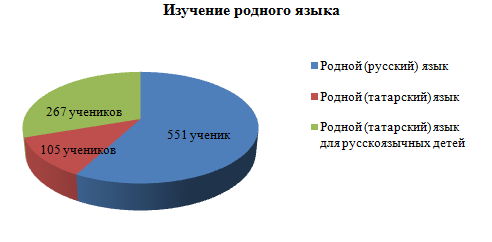 Изучение родного языка
267 учеников
551 ученик
105 учеников
Родной (русский) язык
Родной (татарский) язык
Родной (татарский) язык
для русскоязычных детей